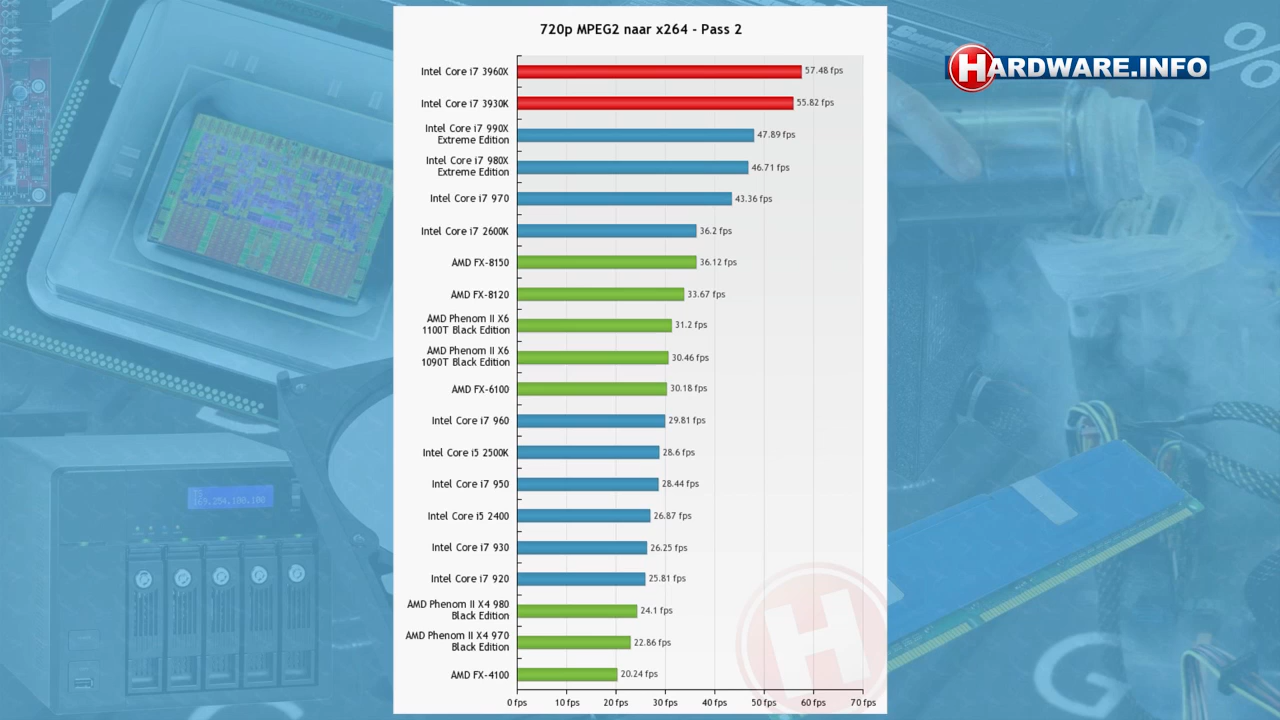 720p MPEG2 naar x264 - Pass 2
HARDWARE.INFO
Intel Core i7 3960X 57.48 fps
Intel Core i7 3930K 55.82 fps
Intel Core i7 990X
Extreme Edition 47.89 fps
Intel Core i7 980X
Extreme Edition 46.71 fps
Intel Core i7 970 43.36 fps
Intel Core i7 2600K 36.2 fps
AMD FX-8150 36.12 fps
AMD FX-8120 33.67 fps
AMD Phenom II X6
1100T Black Edition 31.2 fps
AMD Phenom II X6
1090T Black Edition 30.46 fps
AMD FX-6100 30.18 fps
Intel Core i7 960 29.81 fps
Intel Core i5 2500K 28.6 fps
Intel Core i7 950 28.44 fps
Intel Core i5 2400 26.87 fps
Intel Core i7 930 26.25 fps
Intel Core i7 920 25.81 fps
AMD Phenom II X4 980
Black Edition 24.1 fps
AMD Phenom II X4 970
Black Edition 22.86 fps
AMD FX-4100 20.24 fps
0 fps 10 fps 20 fps 30 fps 40 fps 50 fps 60 fps 70 fps
H